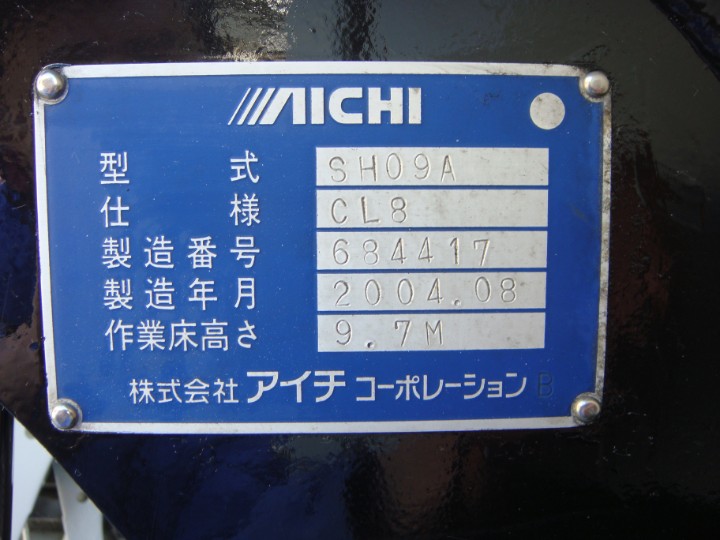 AICHI
型式 SH09A
仕様 CL8
製造番号 684417
製造年月 2004.08
作業床高さ 9.7M
株式会社 アイチ コーポレーション B